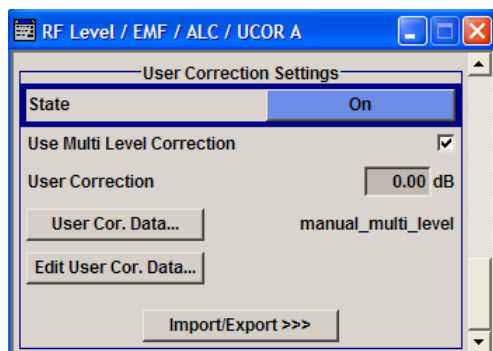 RF Level / EMF / ALC / UCOR A
User Correction Settings
State On
Use Multi Level Correction
User Correction 0.00 dB
User Cor. Data... manual_multi_level
Edit User Cor. Data...
Import/Export >>>